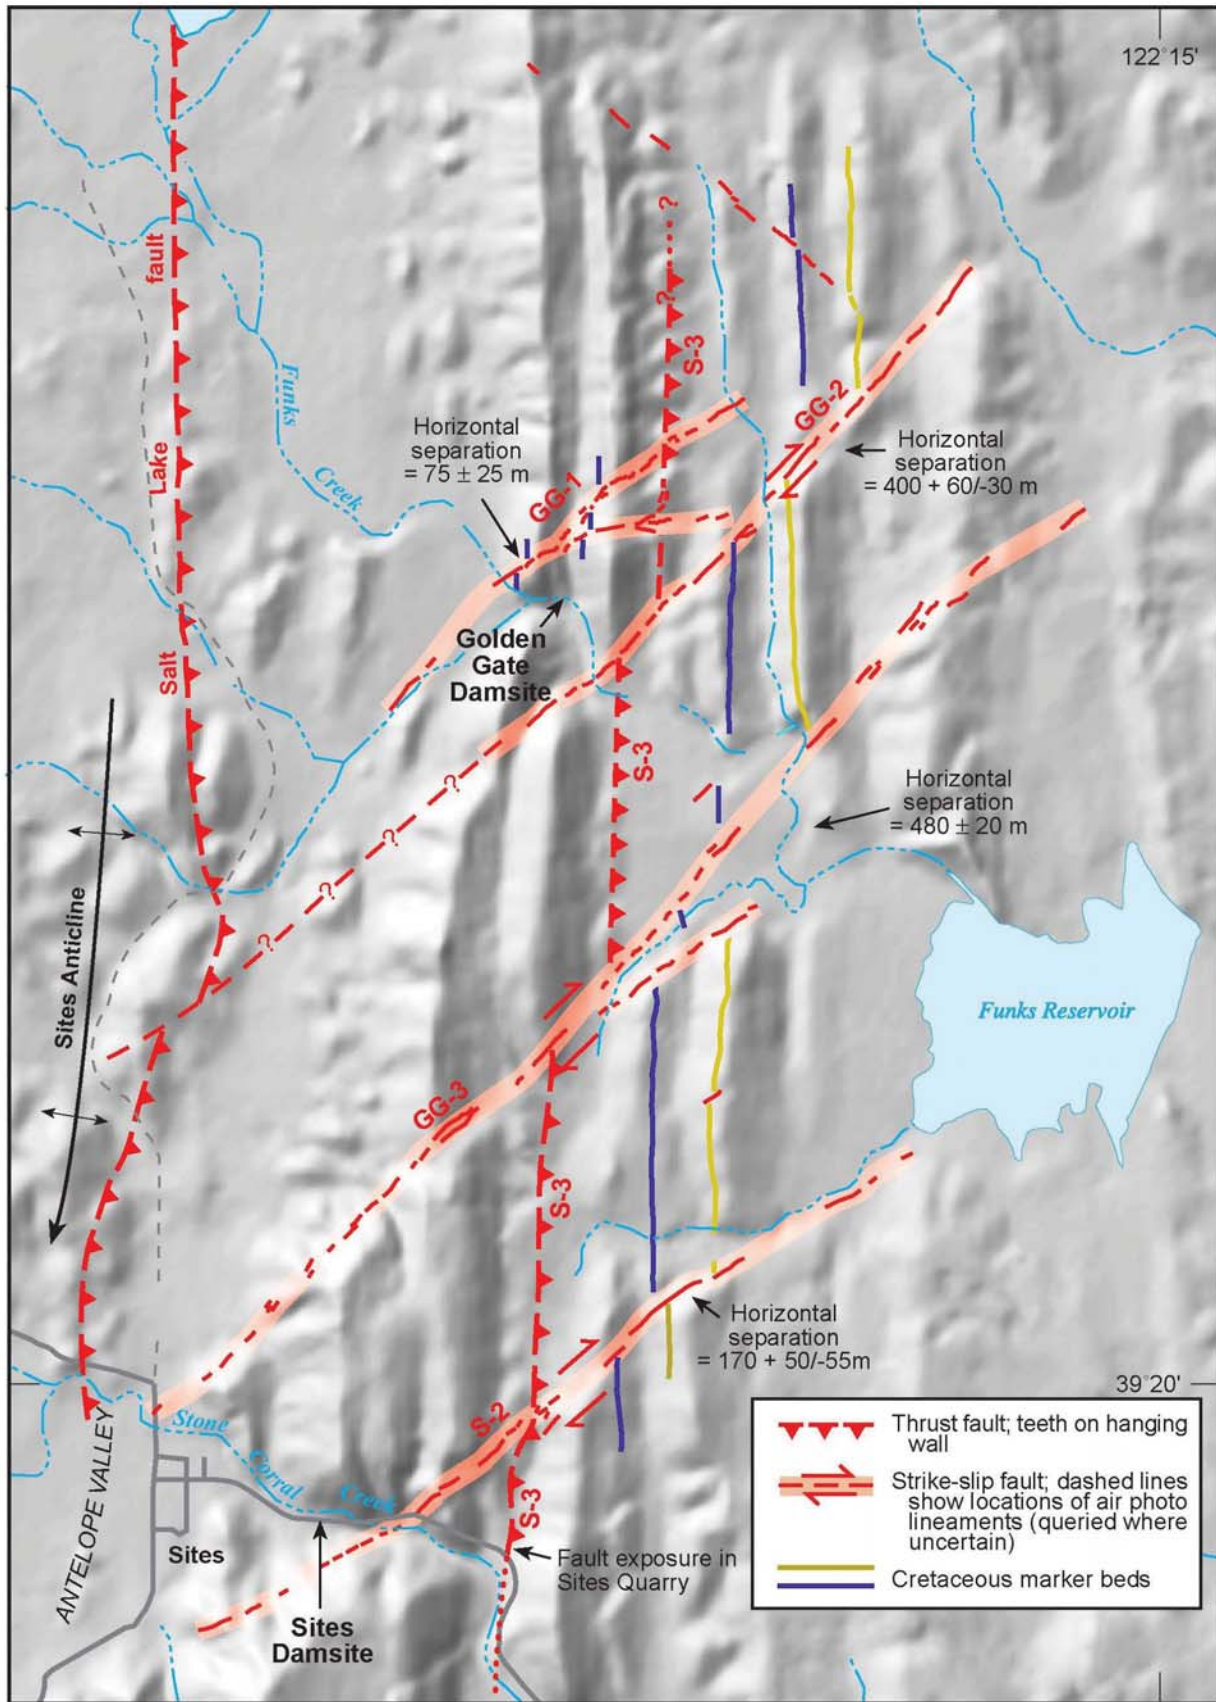 122°15'
fault
Lake
Salt
Funks
Creek
?
?
S-3
GG-2
Horizontal
separation
= 75 ± 25 m
GG-1
Horizontal
separation
= 400 + 60/-30 m
Golden
Gate
Damsite
S-3
?
?
?
?
Horizontal
separation
= 480 ± 20 m
Sites Anticline
Funks Reservoir
GG-3
S-3
Horizontal
separation
= 170 + 50/-55m
39°20'
S-2
Stone
Corral
Creek
ANTELOPE VALLEY
Sites
S-3
Fault exposure in
Sites Quarry
Sites
Damsite
Thrust fault; teeth on hanging
wall
Strike-slip fault; dashed lines
show locations of air photo
lineaments (queried where
uncertain)
Cretaceous marker beds